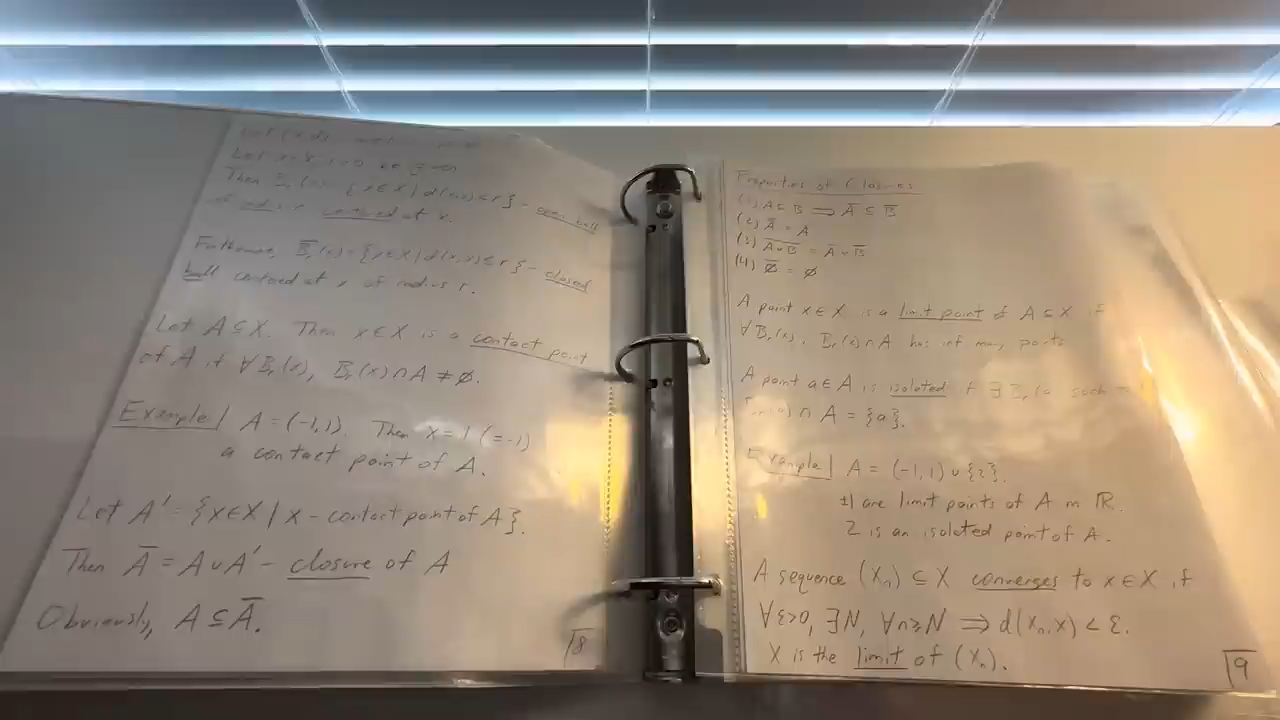 Let
Let x∈X, r>0 be given
Then B_r(x) = {y∈X | d(x,y)≤r} - open ball
of radius r centered at x.
Futhermore, B̅_r(x) = {y∈X | d(x,y)≤r} - closed
ball centered at x of radius r.
Let A⊆X. Then x∈X is a contact point
of A if ∀B_r(x), B_r(x)∩A ≠ ∅.
Example| A = (-1,1). Then x=1 (=-1)
a contact point of A.
Let A' = {x∈X | x - contact point of A}.
Then A̅ = A∪A' - closure of A
Obviously, A⊆A̅.
18
Properties of Closures
(1) A⊆B ⟹ A̅ ⊆ B̅
(2) A̅ = A
(3) \overline{A∪B} = A̅ ∪ B̅
(4) ∅̅ = ∅
A point x∈X is a limit point of A⊆X if
∀B_r(x), B_r(x)∩A has inf many points
A point a∈A is isolated if ∃ B_r(a such
∩ A = {a}.
Example| A = (-1,1) ∪ {2}.
±1 are limit points of A in ℝ.
2 is an isolated point of A.
A sequence (x_n) ⊆ X converges to x∈X if
∀ε>0, ∃N, ∀n≥N ⟹ d(x_n,x) < ε.
x is the limit of (x_n).
19